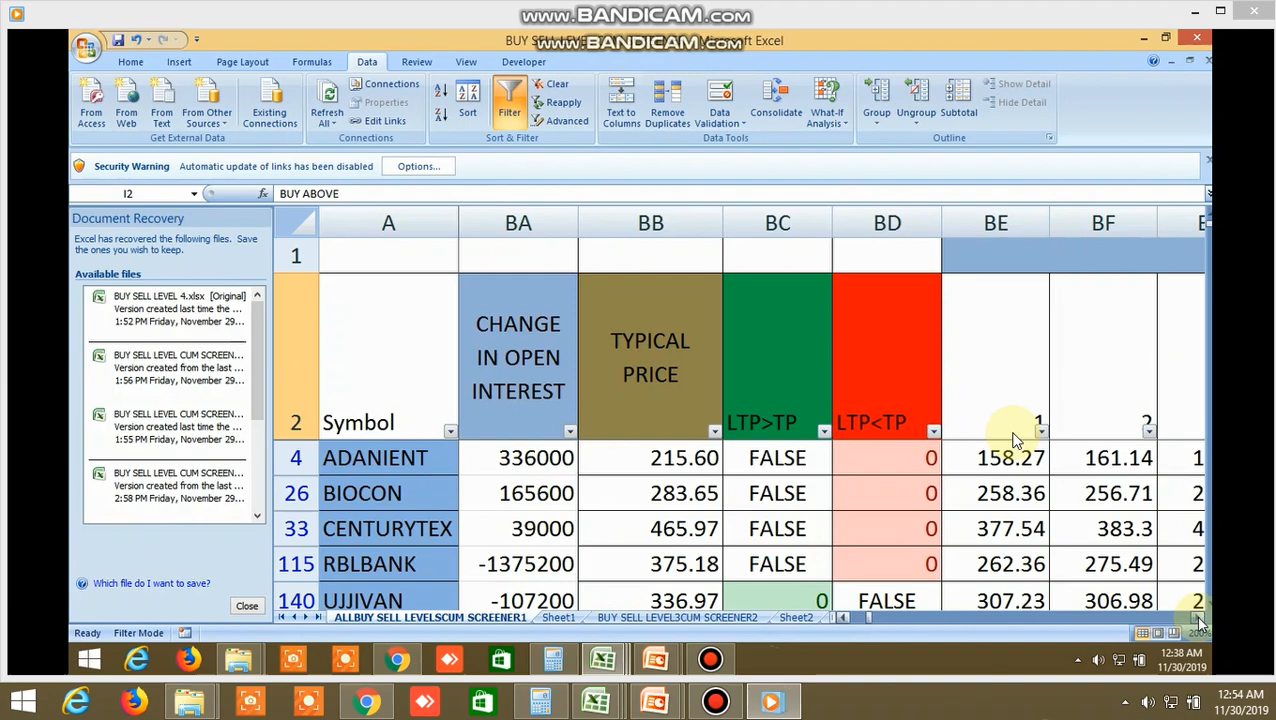 www.BANDICAM.com
BUY SELL LE
Microsoft Excel
www.BANDICAM.com
Home Insert Page Layout Formulas Data Review View Developer
From Access
From Web
From Text
From Other Sources
Existing Connections
Get External Data
Refresh All
Connections
Properties
Edit Links
Connections
Sort
Filter
Clear
Reapply
Advanced
Sort & Filter
Text to Columns
Remove Duplicates
Data Validation
Consolidate
What-If Analysis
Data Tools
Group
Ungroup
Subtotal
Show Detail
Hide Detail
Outline
Security Warning Automatic update of links has been disabled Options...
I2 fx BUY ABOVE
Document Recovery
Excel has recovered the following files. Save
the ones you wish to keep.
Available files
BUY SELL LEVEL 4.xlsx [Original]
Version created last time the ...
1:52 PM Friday, November 29...
BUY SELL LEVEL CUM SCREEN...
Version created from the last ...
1:56 PM Friday, November 29...
BUY SELL LEVEL CUM SCREEN...
Version created from the last ...
1:55 PM Friday, November 29...
BUY SELL LEVEL CUM SCREEN...
Version created from the last ...
2:58 PM Friday, November 29...
Which file do I want to save?
Close
A BA BB BC BD BE BF
1
2 Symbol
CHANGE
IN OPEN
INTEREST
TYPICAL
PRICE
LTP>TP LTP<TP 1 2
4 ADANIENT 336000 215.60 FALSE 0 158.27 161.14 1
26 BIOCON 165600 283.65 FALSE 0 258.36 256.71 2
33 CENTURYTEX 39000 465.97 FALSE 0 377.54 383.3 4
115 RBLBANK -1375200 375.18 FALSE 0 262.36 275.49 2
140 UJJIVAN -107200 336.97 0 FALSE 307.23 306.98 2
ALLBUY SELL LEVELSCUM SCREENER1 Sheet1 BUY SELL LEVEL3CUM SCREENER2 Sheet2
Ready Filter Mode 200%
12:38 AM
11/30/2019
12:54 AM
11/30/2019